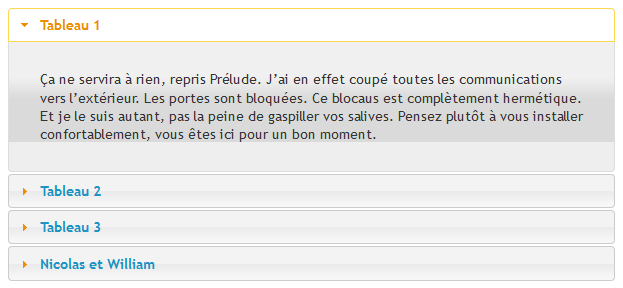 Tableau 1
Ça ne servira à rien, repris Prélude. J’ai en effet coupé toutes les communications
vers l’extérieur. Les portes sont bloquées. Ce blocaus est complètement hermétique.
Et je le suis autant, pas la peine de gaspiller vos salives. Pensez plutôt à vous installer
confortablement, vous êtes ici pour un bon moment.
Tableau 2
Tableau 3
Nicolas et William